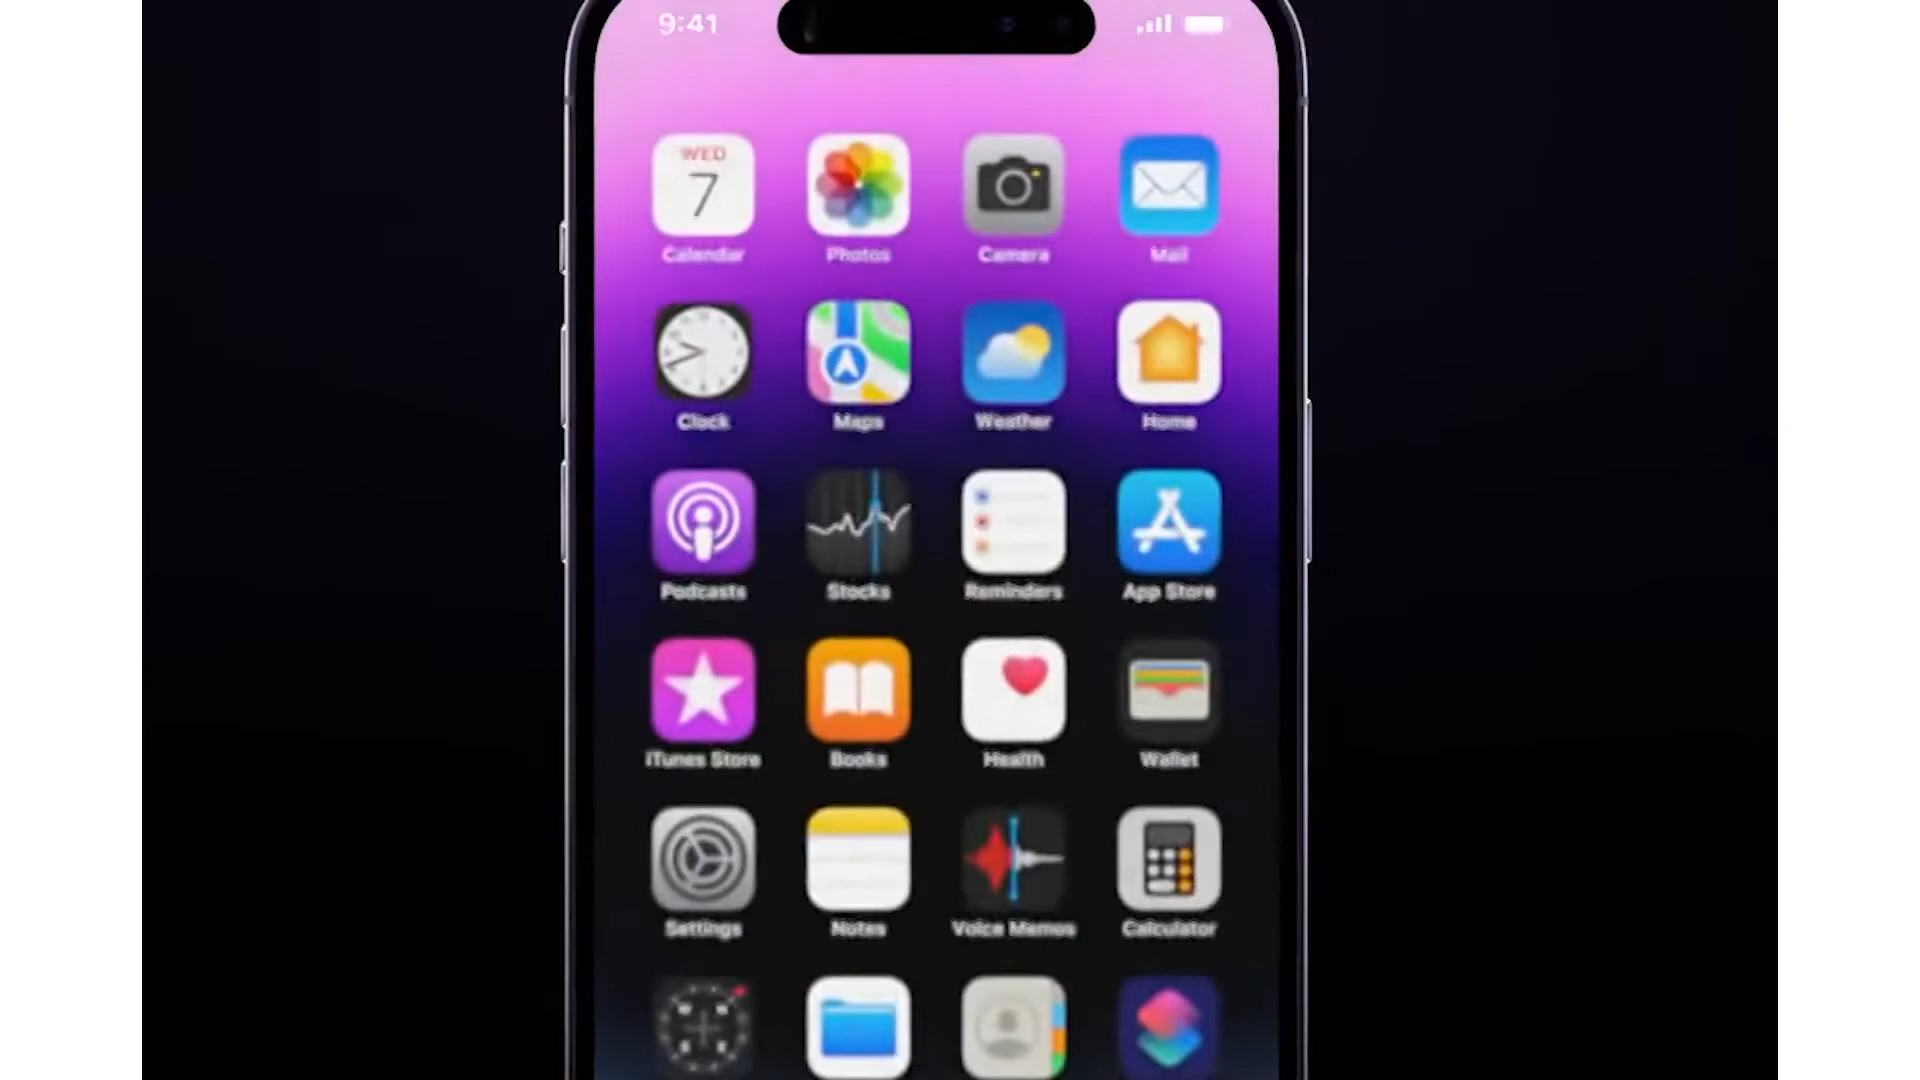 9:41
WED
7
Calendar Photos Camera Mail
Clock Maps Weather Home
Podcasts Stocks Reminders App Store
iTunes Store Books Health Wallet
Settings Notes Voice Memos Calculator